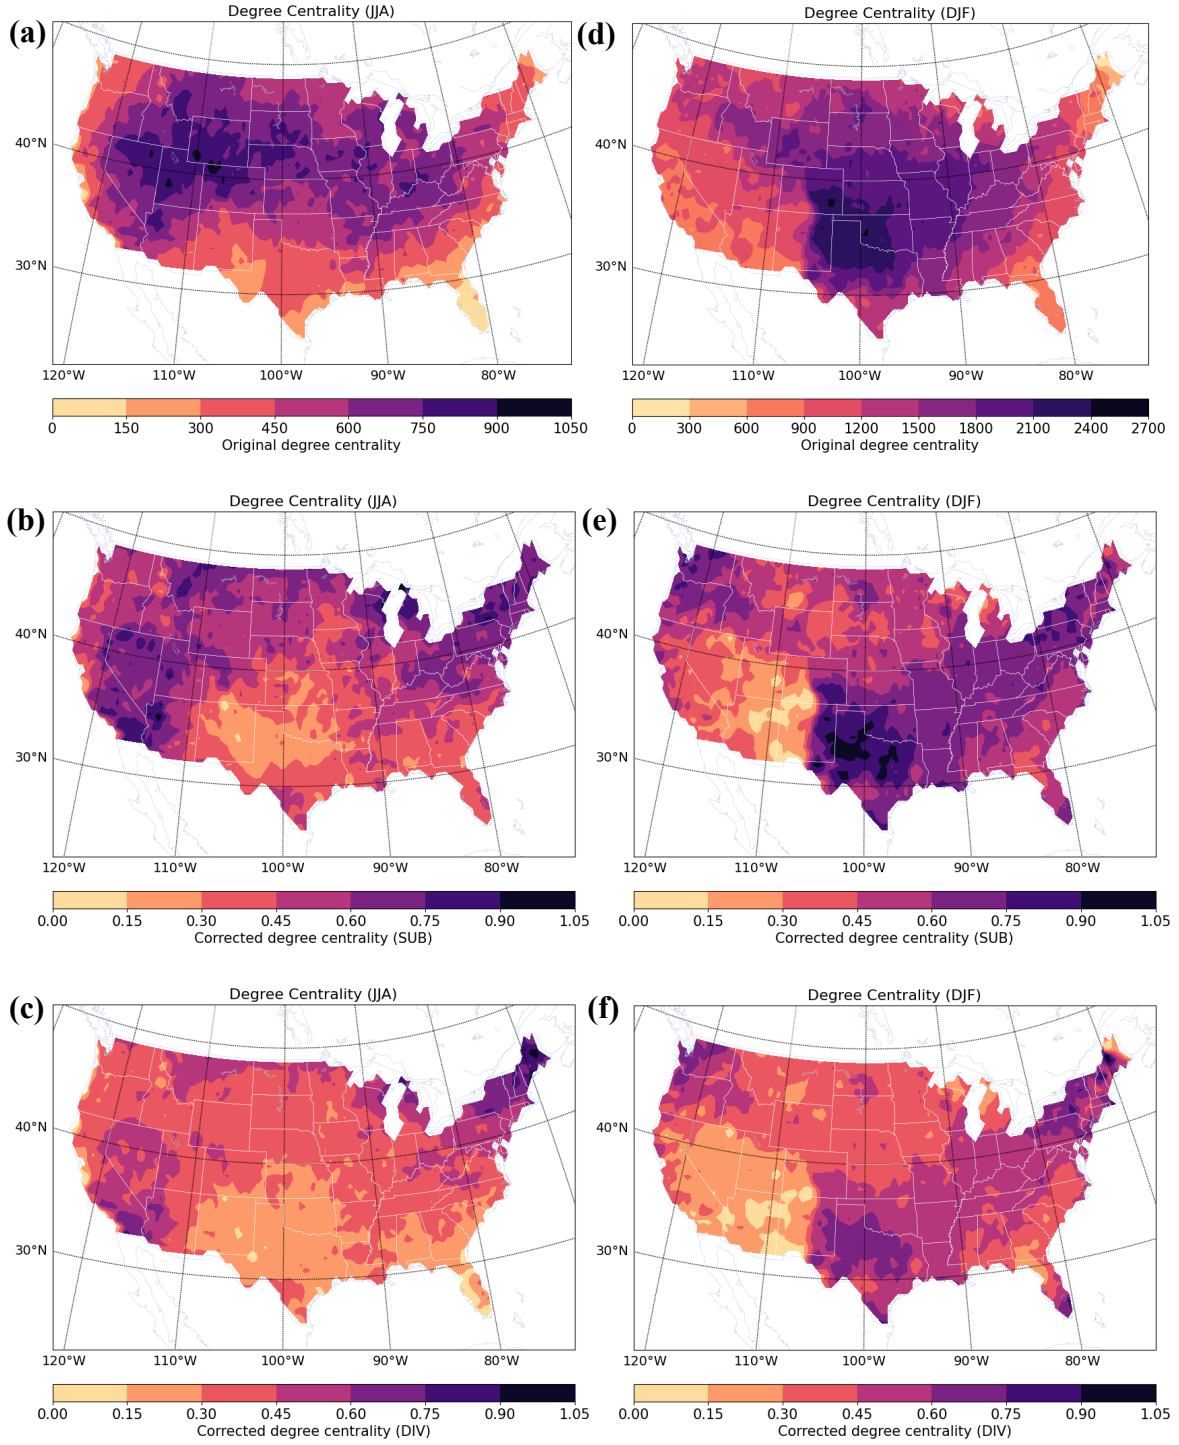 (a)
Degree Centrality (JJA)
40°N
30°N
120°W 110°W 100°W 90°W 80°W
0 150 300 450 600 750 900 1050
Original degree centrality
(d)
Degree Centrality (DJF)
40°N
30°N
120°W 110°W 100°W 90°W 80°W
0 300 600 900 1200 1500 1800 2100 2400 2700
Original degree centrality
(b)
Degree Centrality (JJA)
40°N
30°N
120°W 110°W 100°W 90°W 80°W
0.00 0.15 0.30 0.45 0.60 0.75 0.90 1.05
Corrected degree centrality (SUB)
(e)
Degree Centrality (DJF)
40°N
30°N
120°W 110°W 100°W 90°W 80°W
0.00 0.15 0.30 0.45 0.60 0.75 0.90 1.05
Corrected degree centrality (SUB)
(c)
Degree Centrality (JJA)
40°N
30°N
120°W 110°W 100°W 90°W 80°W
0.00 0.15 0.30 0.45 0.60 0.75 0.90 1.05
Corrected degree centrality (DIV)
(f)
Degree Centrality (DJF)
40°N
30°N
120°W 110°W 100°W 90°W 80°W
0.00 0.15 0.30 0.45 0.60 0.75 0.90 1.05
Corrected degree centrality (DIV)